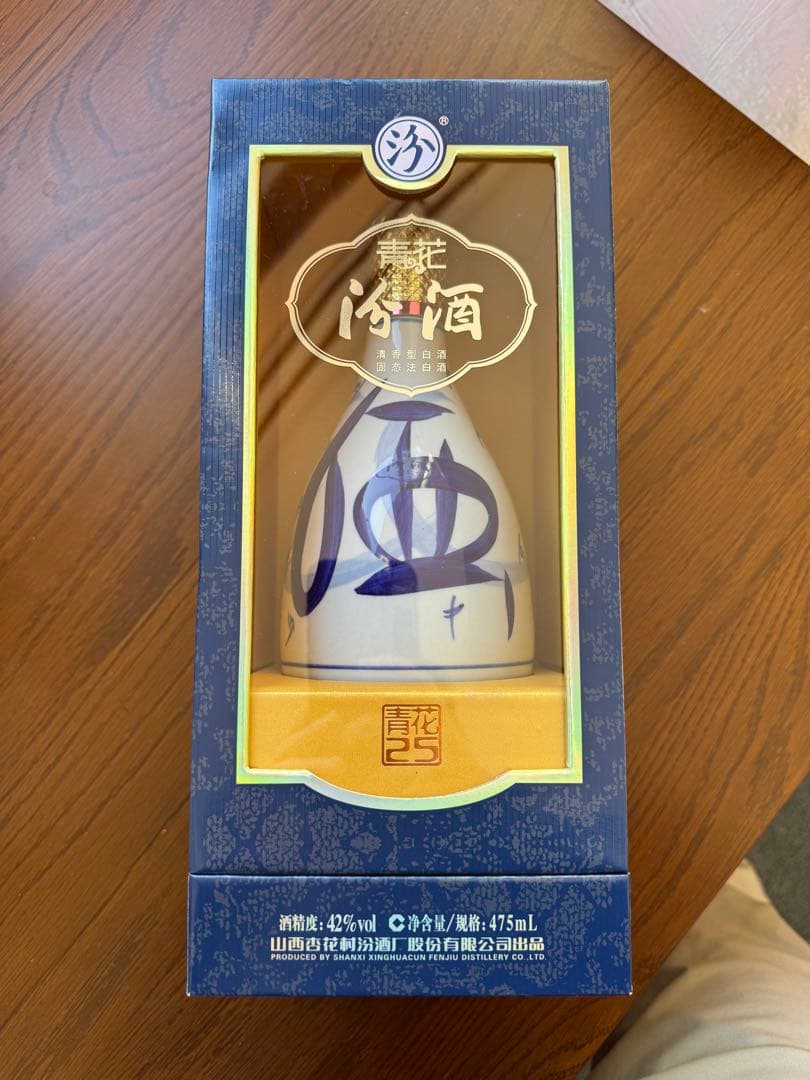 汾®
青花
汾酒
清香型白酒
固态法白酒
青花
25
酒精度:42%vol 净含量/规格:475mL
山西杏花村汾酒厂股份有限公司出品
PRODUCED BY SHANXI XINGHUACUN FENJIU DISTILLERY CO.,LTD